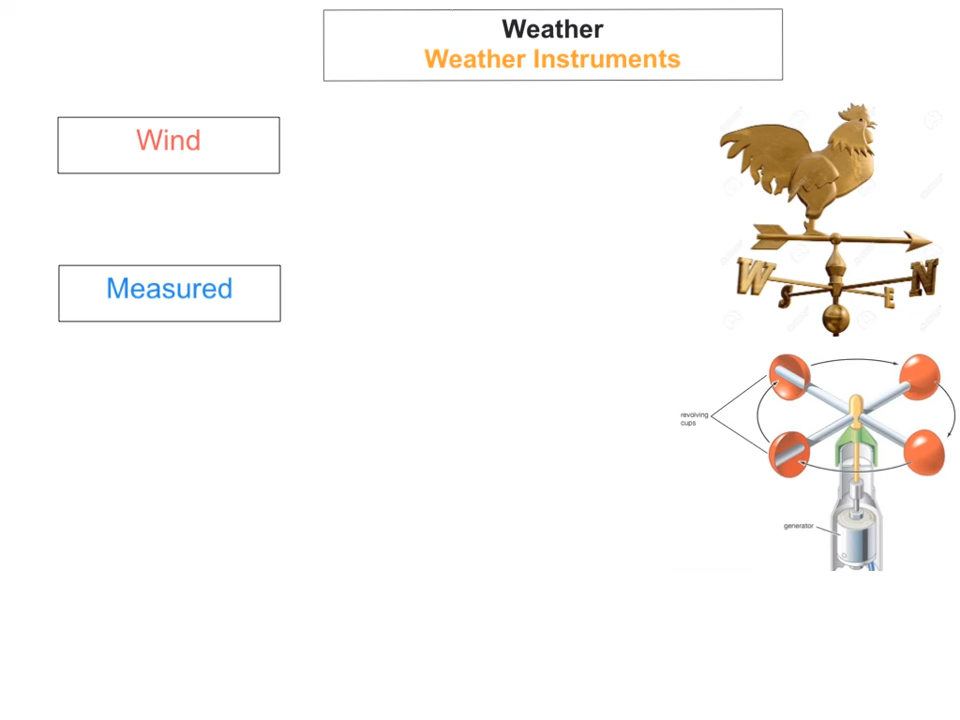 Weather
Weather Instruments
Wind
W
S
E
N
Measured
revolving
cups
generator